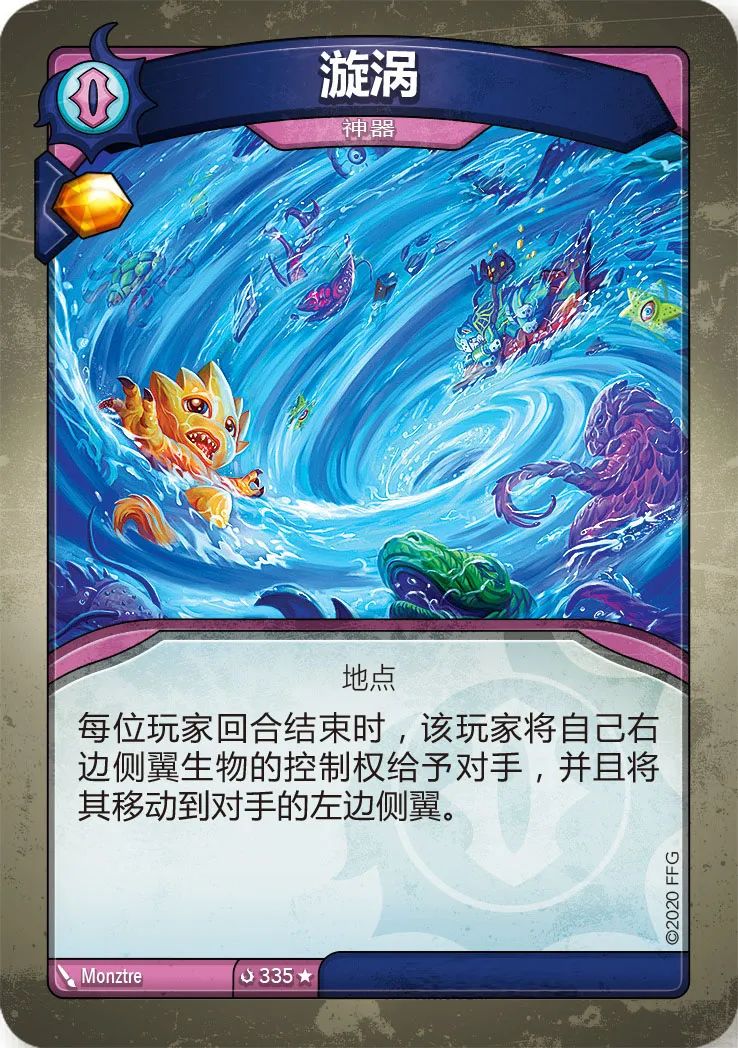 漩涡
神器
地点
每位玩家回合结束时，该玩家将自己右
边侧翼生物的控制权给予对手，并且将
其移动到对手的左边侧翼。
©2020 FFG
Monztre
335